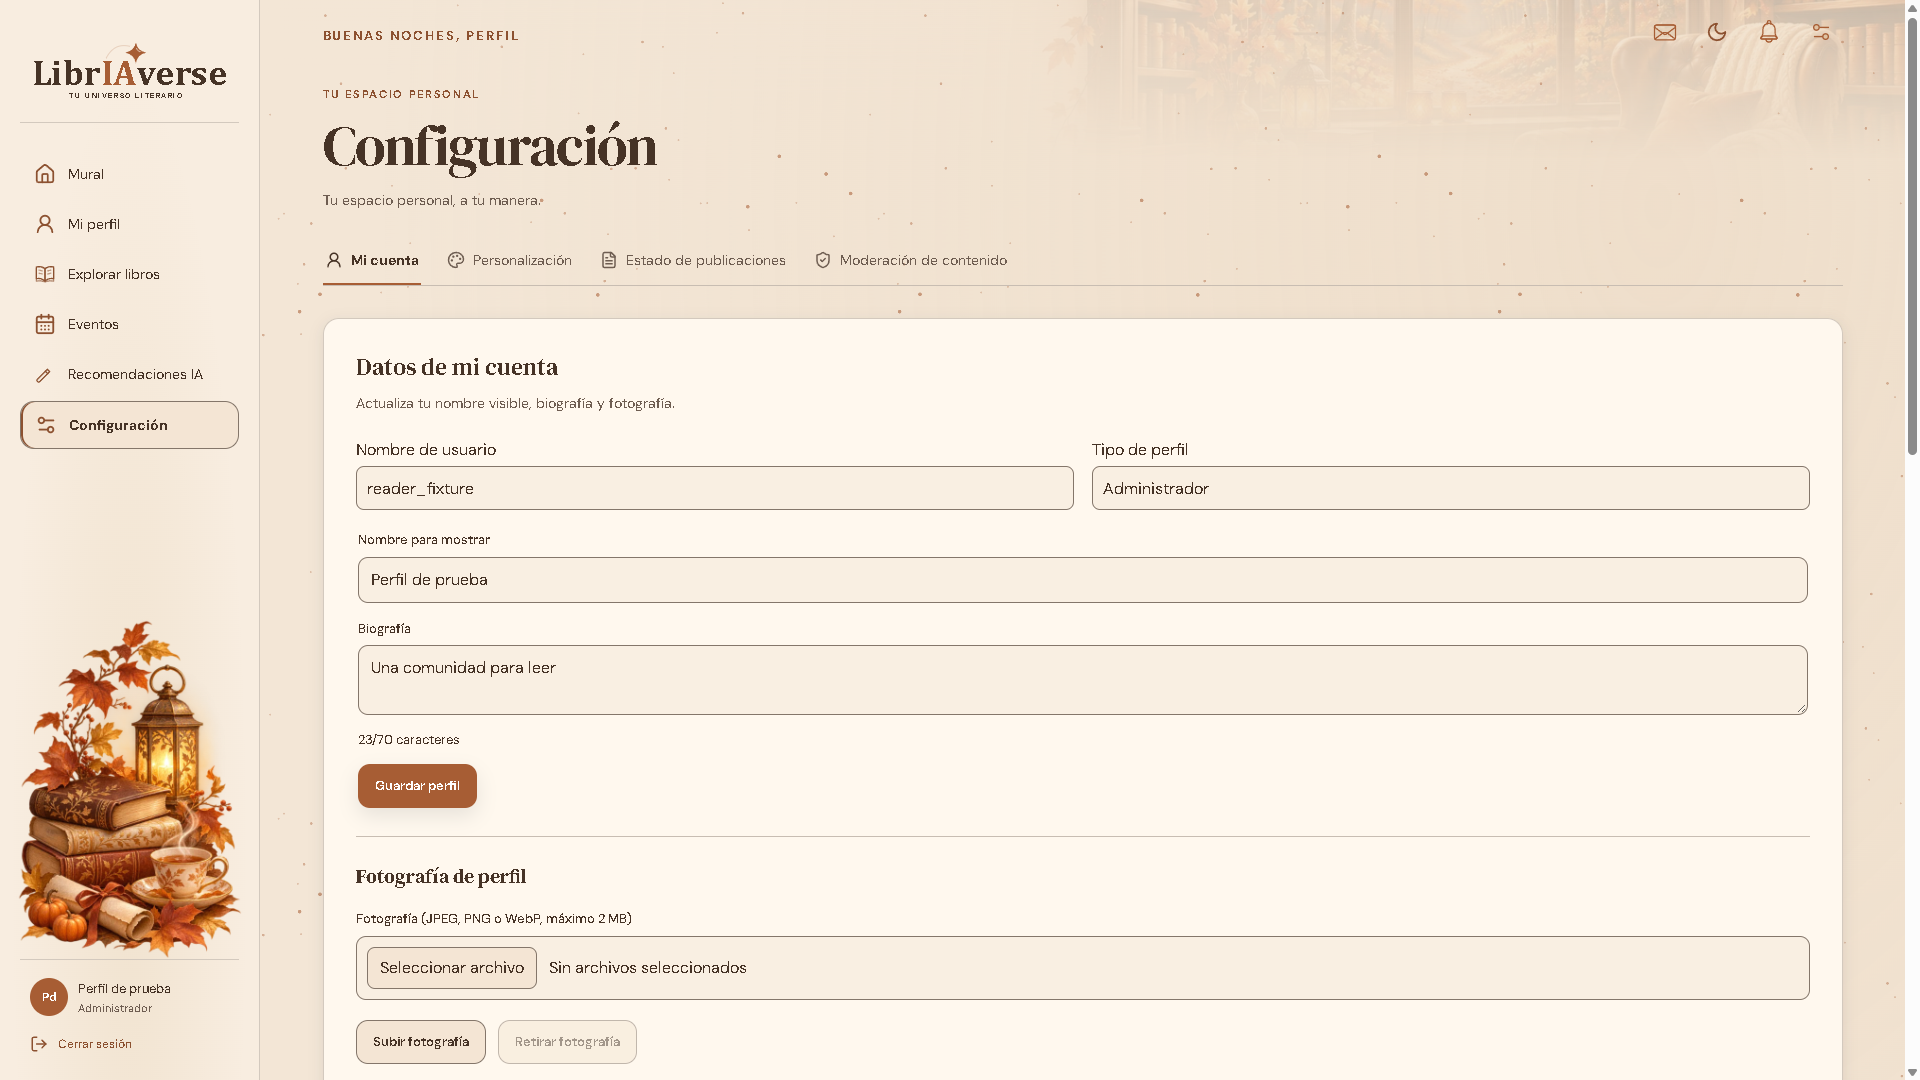 LibrIAverse
TU UNIVERSO LITERARIO
Mural
Mi perfil
Explorar libros
Eventos
Recomendaciones IA
Configuración
Perfil de prueba
Pd
Administrador
Cerrar sesión
BUENAS NOCHES, PERFIL
TU ESPACIO PERSONAL
Configuración
Tu espacio personal, a tu manera.
Mi cuenta
Personalización
Estado de publicaciones
Moderación de contenido
Datos de mi cuenta
Actualiza tu nombre visible, biografía y fotografía.
Nombre de usuario
reader_fixture
Tipo de perfil
Administrador
Nombre para mostrar
Perfil de prueba
Biografía
Una comunidad para leer
23/70 caracteres
Guardar perfil
Fotografía de perfil
Fotografía (JPEG, PNG o WebP, máximo 2 MB)
Seleccionar archivo
Sin archivos seleccionados
Subir fotografía
Retirar fotografía